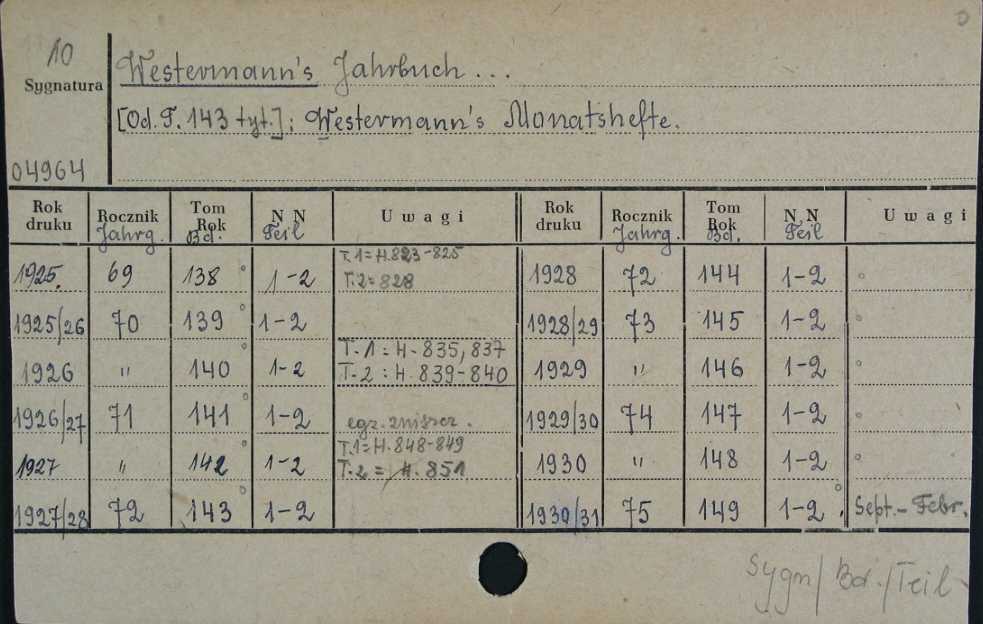 10
Sygnatura
04964
Westermann's Jahrbuch ...
[Od. T. 143 tyt.]: Westermann's Monatshefte.
Rok druku Rocznik Jahrg. Tom Rok Bd. N N Teil Uwagi Rok druku Rocznik Jahrg. Tom Rok Bd. N N Teil Uwagi
1925. 69 138 1-2 T.1=H.823-825 T.2=828 1928 72 144 1-2
1925/26 70 139 1-2 1928/29 73 145 1-2
1926 " 140 1-2 T.1: H. 835, 837 T.2: H. 839-840 1929 " 146 1-2
1926/27 71 141 1-2 egz. zniszcz. 1929/30 74 147 1-2
1927 " 142 1-2 T.1=H.848-849 T.2= H.851 1930 " 148 1-2
1927/28 72 143 1-2 1930/31 75 149 1-2. Sept.-Febr.
Sygn/Bd./Teil